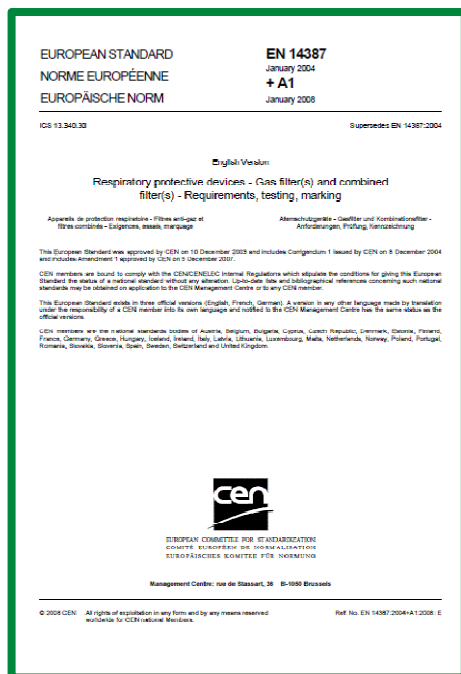 EUROPEAN STANDARD
NORME EUROPÉENNE
EUROPÄISCHE NORM
EN 14387
January 2004
+ A1
January 2008
ICS 13.340.30
Supersedes EN 14387:2004
English Version
Respiratory protective devices - Gas filter(s) and combined
filter(s) - Requirements, testing, marking
Appareils de protection respiratoire - Filtres anti-gaz et
filtres combinés - Exigences, essais, marquage
Atemschutzgeräte - Gasfilter und Kombinationsfilter -
Anforderungen, Prüfung, Kennzeichnung
This European Standard was approved by CEN on 10 December 2003 and includes Corrigendum 1 issued by CEN on 8 December 2004
and includes Amendment 1 approved by CEN on 5 December 2007.
CEN members are bound to comply with the CEN/CENELEC Internal Regulations which stipulate the conditions for giving this European
Standard the status of a national standard without any alteration. Up-to-date lists and bibliographical references concerning such national
standards may be obtained on application to the CEN Management Centre or to any CEN member.
This European Standard exists in three official versions (English, French, German). A version in any other language made by translation
under the responsibility of a CEN member into its own language and notified to the CEN Management Centre has the same status as the
official versions.
CEN members are the national standards bodies of Austria, Belgium, Bulgaria, Cyprus, Czech Republic, Denmark, Estonia, Finland,
France, Germany, Greece, Hungary, Iceland, Ireland, Italy, Latvia, Lithuania, Luxembourg, Malta, Netherlands, Norway, Poland, Portugal,
Romania, Slovakia, Slovenia, Spain, Sweden, Switzerland and United Kingdom.
cen
EUROPEAN COMMITTEE FOR STANDARDIZATION
COMITÉ EUROPÉEN DE NORMALISATION
EUROPÄISCHES KOMITEE FÜR NORMUNG
Management Centre: rue de Stassart, 36 B-1050 Brussels
© 2008 CEN All rights of exploitation in any form and by any means reserved
worldwide for CEN national Members.
Ref. No. EN 14387:2004+A1:2008: E